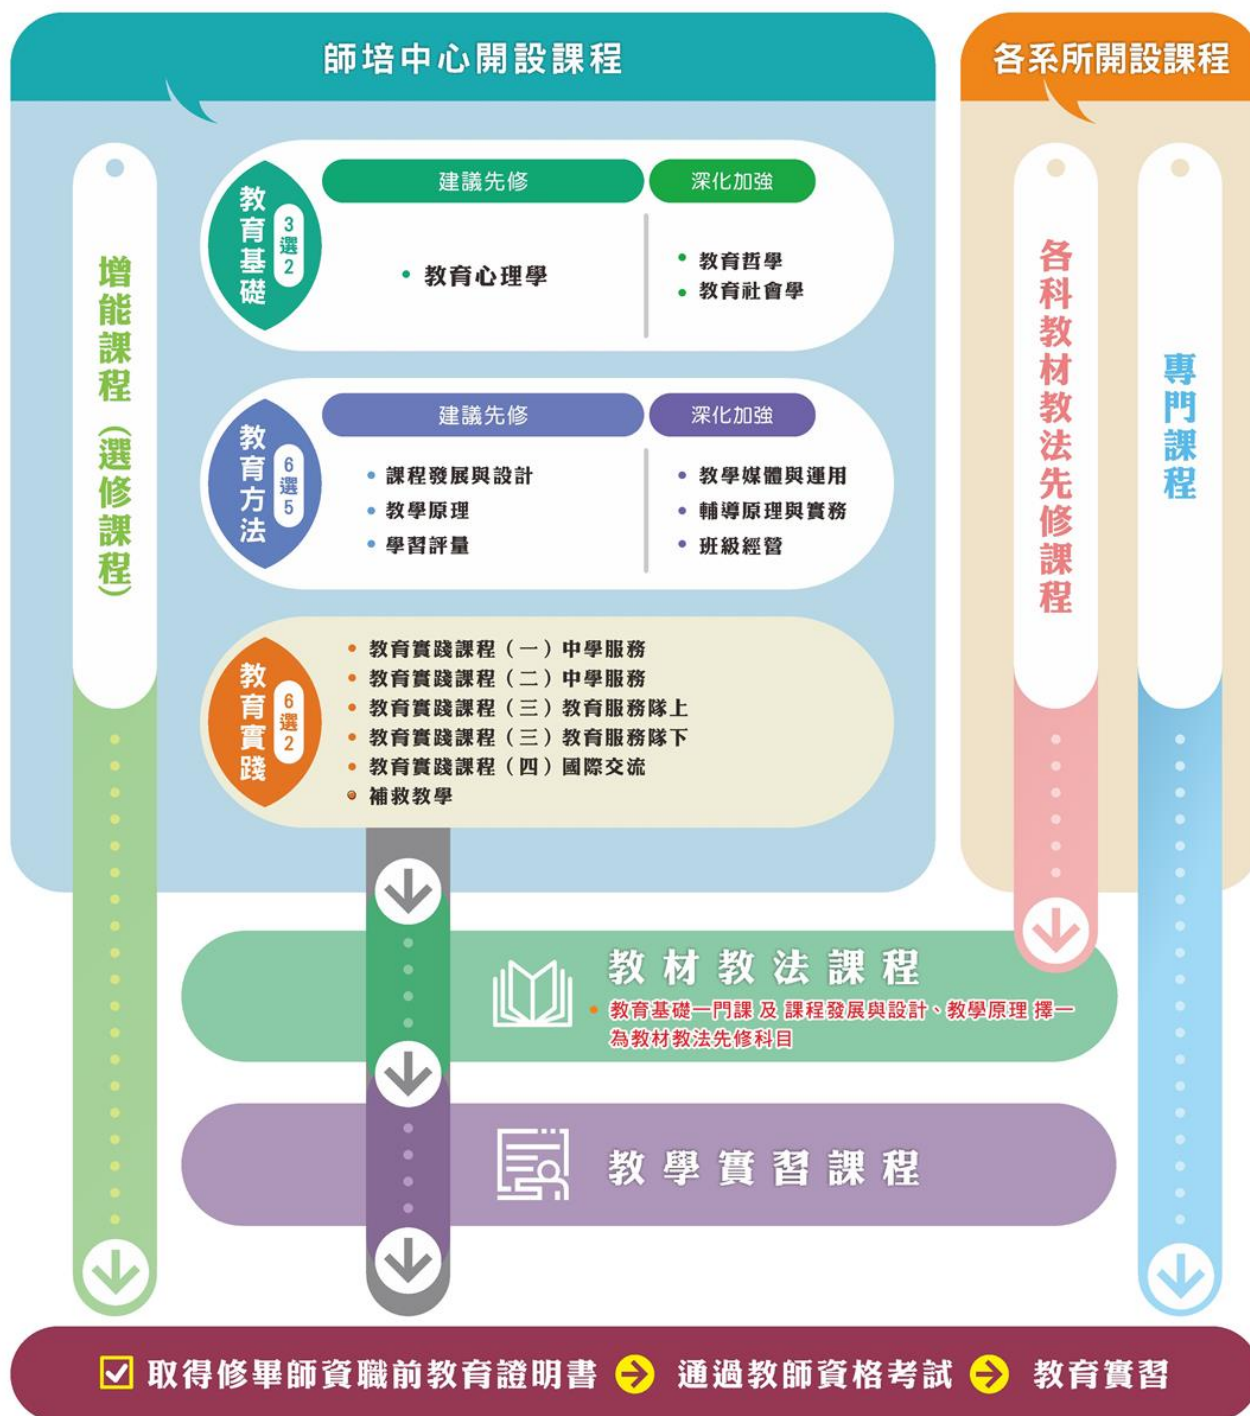 師培中心開設課程
各系所開設課程
增能課程（選修課程）
教育基礎
3選2
建議先修
深化加強
• 教育心理學
• 教育哲學
• 教育社會學
教育方法
6選5
建議先修
深化加強
• 課程發展與設計
• 教學原理
• 學習評量
• 教學媒體與運用
• 輔導原理與實務
• 班級經營
教育實踐
6選2
• 教育實踐課程（一）中學服務
• 教育實踐課程（二）中學服務
• 教育實踐課程（三）教育服務隊上
• 教育實踐課程（三）教育服務隊下
• 教育實踐課程（四）國際交流
• 補救教學
各科教材教法先修課程
專門課程
教材教法課程
• 教育基礎一門課 及 課程發展與設計、教學原理 擇一
為教材教法先修科目
教學實習課程
取得修畢師資職前教育證明書 → 通過教師資格考試 → 教育實習